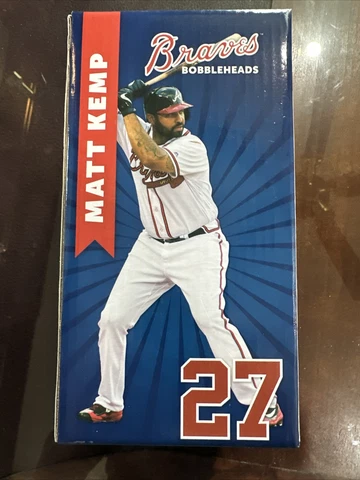 Braves
BOBBLEHEADS
MATT KEMP
27